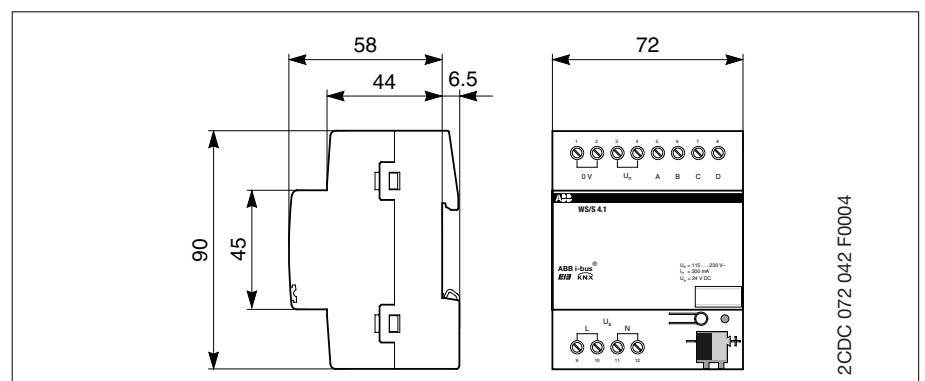 58
44
6.5
90
45
72
1 2 3 4 5 6 7 8
0 V Un A B C D
ABB
WS/S 4.1
ABB i-bus®
EIB KNX
Us = 115 . . . 230 V~
In = 300 mA
Un = 24 V DC
Us
L N
9 10 11 12
2CDC 072 042 F0004